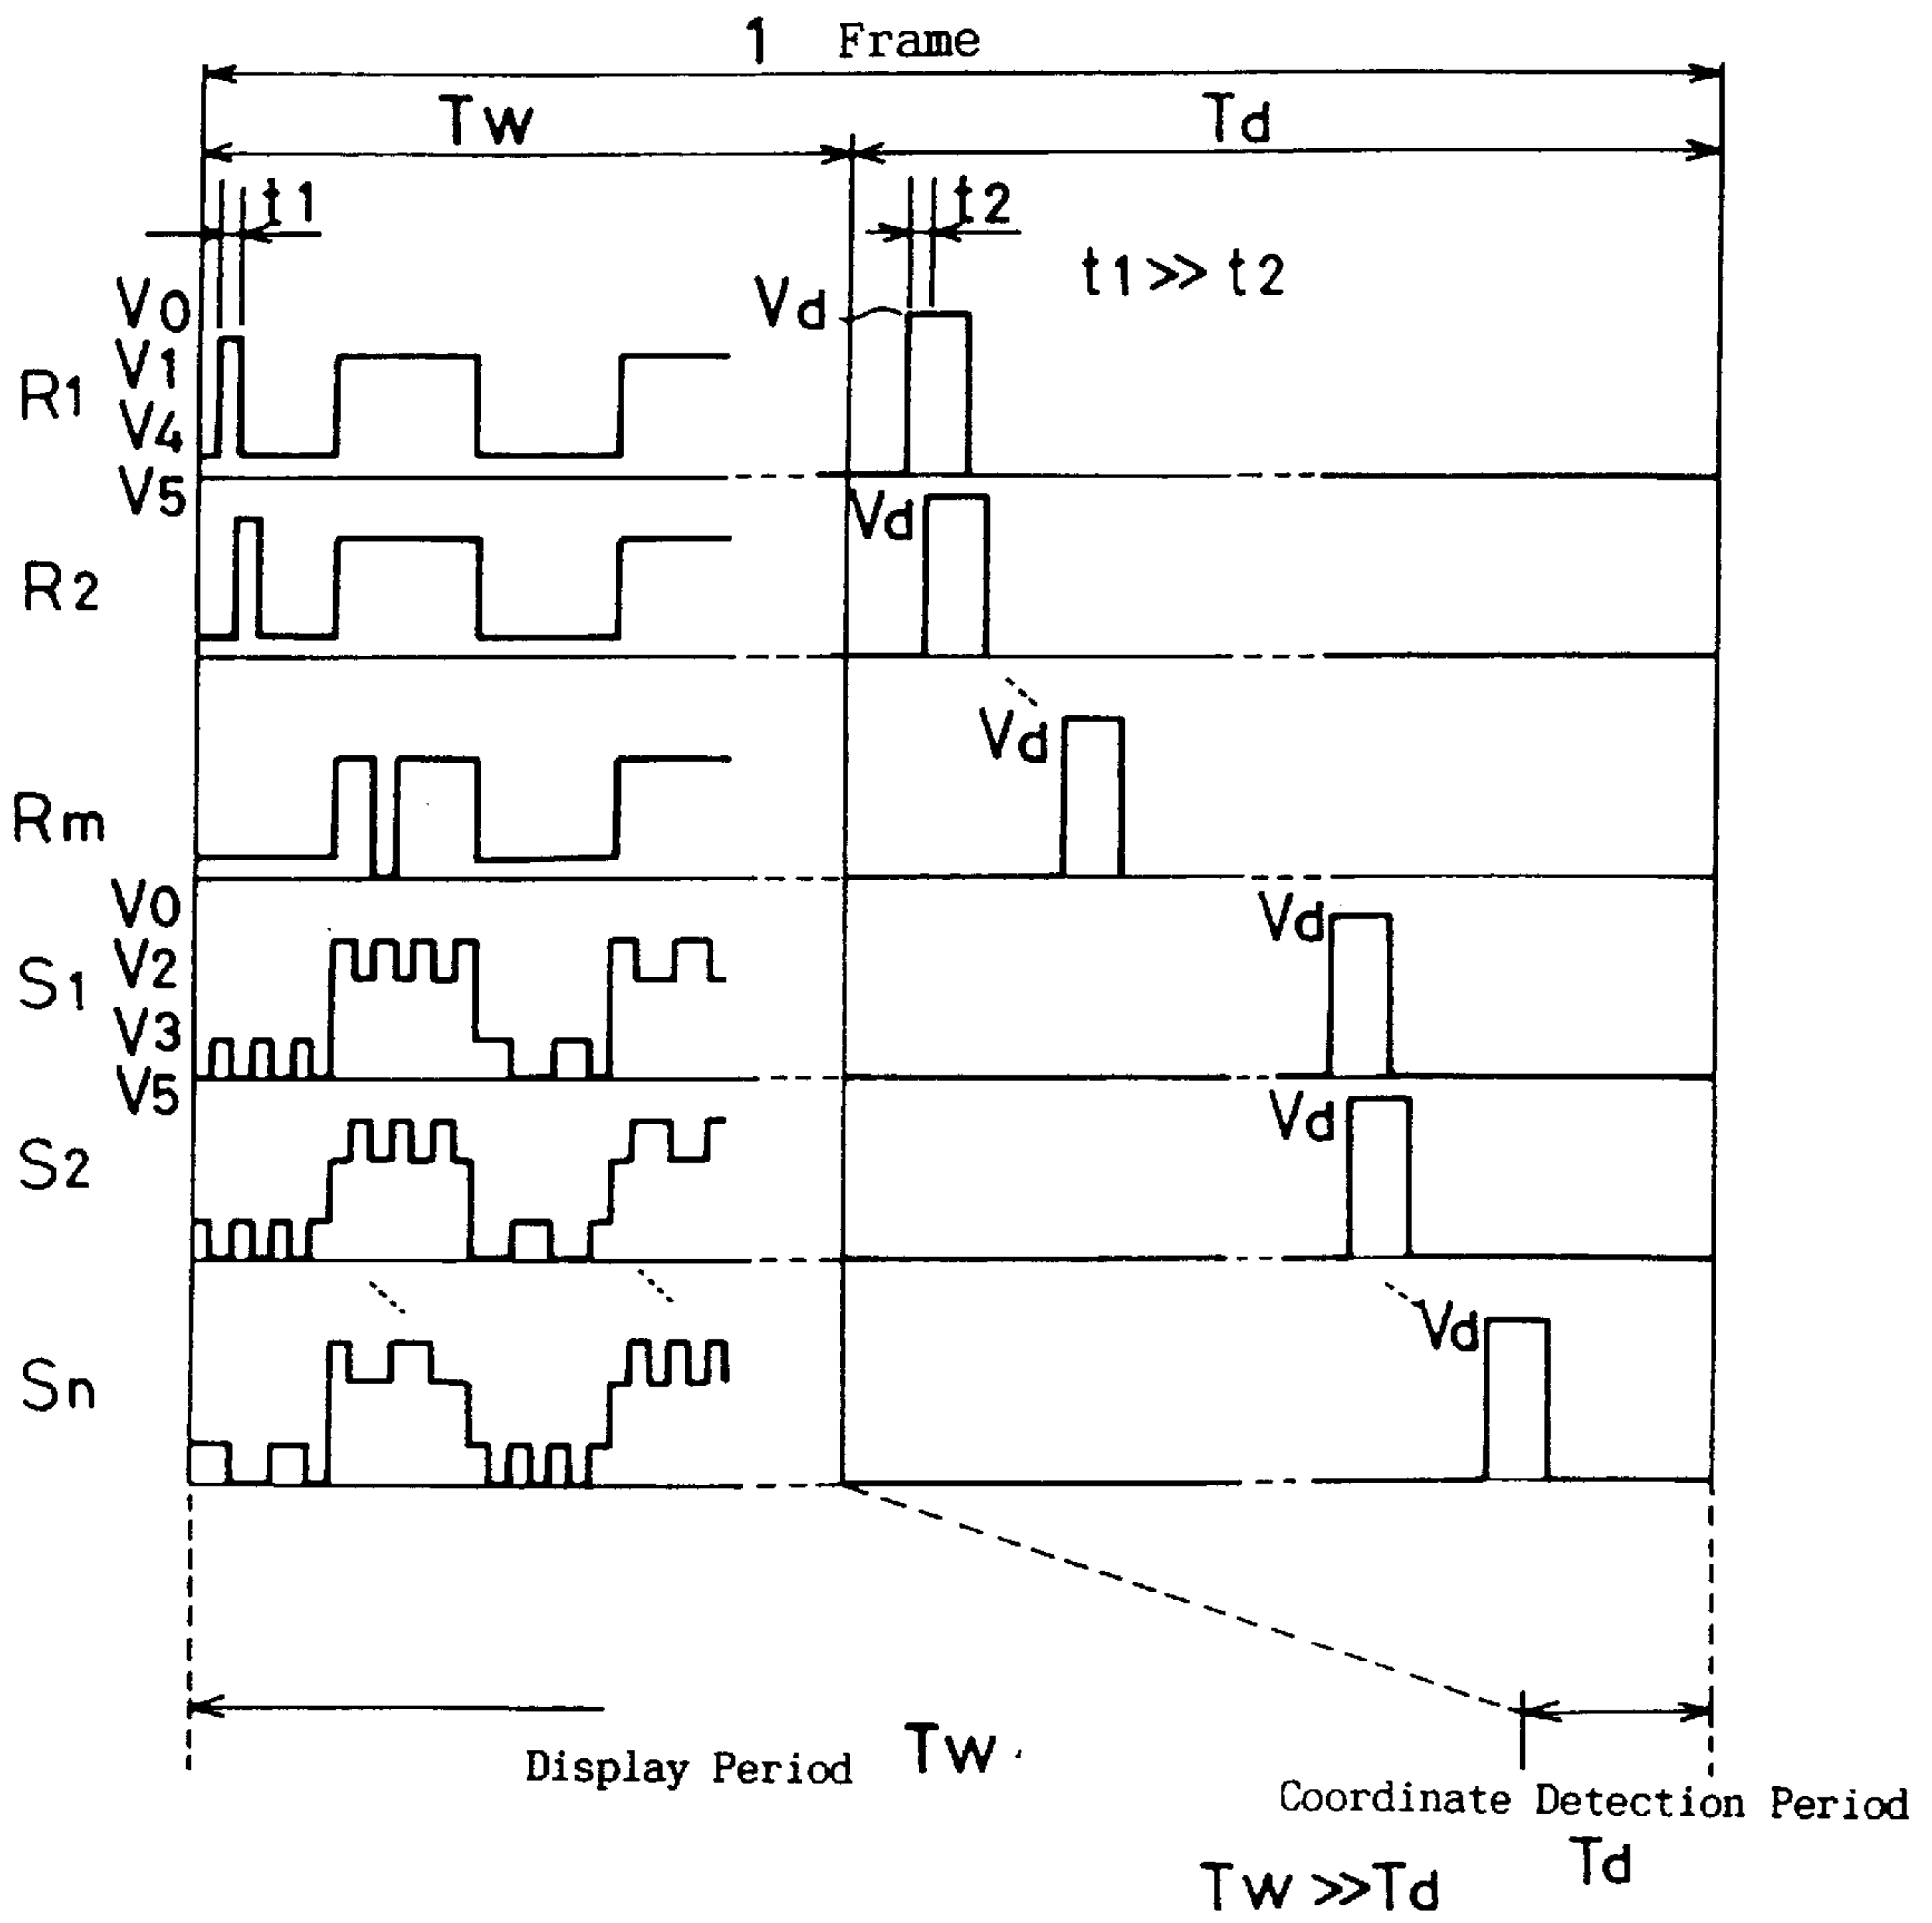 1 Frame
Tw
Td
t1
t2
t1 >> t2
V0
Vd
V1
R1
V4
V5
Vd
R2
Vd
Rm
V0
Vd
V2
S1
V3
V5
Vd
S2
Vd
Sn
Display Period Tw
Coordinate Detection Period
Td
Tw >> Td